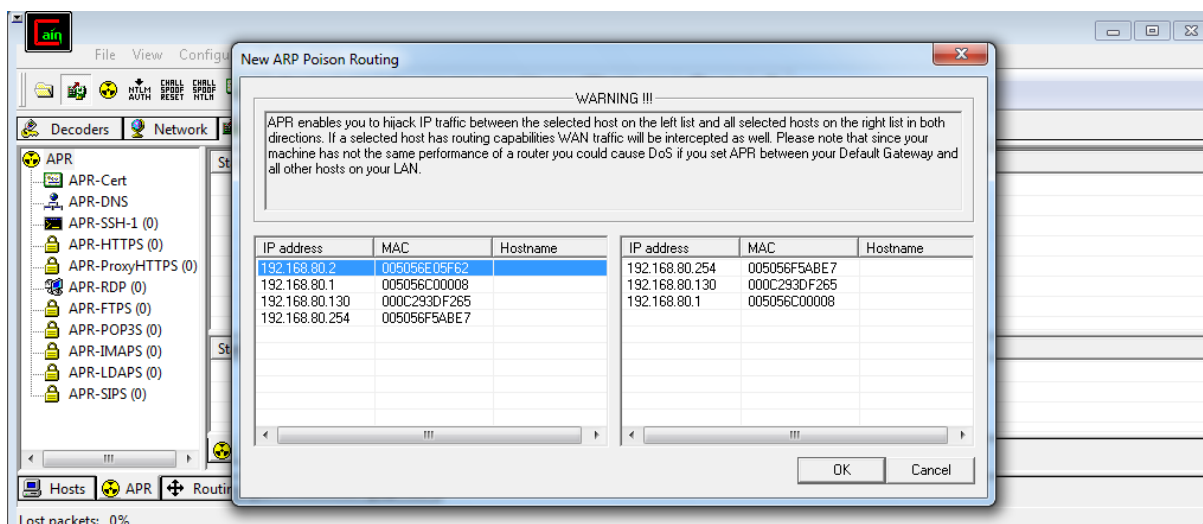 ain
File View Configu
NTLM AUTH CHALL SPOOF RESET CHALL SPOOF NTLM
Decoders Network
APR
APR-Cert
APR-DNS
APR-SSH-1 (0)
APR-HTTPS (0)
APR-ProxyHTTPS (0)
APR-RDP (0)
APR-FTPS (0)
APR-POP3S (0)
APR-IMAPS (0)
APR-LDAPS (0)
APR-SIPS (0)
St
St
Hosts APR Routin
Lost packets: 0%
New ARP Poison Routing
WARNING !!!
APR enables you to hijack IP traffic between the selected host on the left list and all selected hosts on the right list in both
directions. If a selected host has routing capabilities WAN traffic will be intercepted as well. Please note that since your
machine has not the same performance of a router you could cause DoS if you set APR between your Default Gateway and
all other hosts on your LAN.
IP address MAC Hostname
192.168.80.2 005056E05F62
192.168.80.1 005056C00008
192.168.80.130 000C293DF265
192.168.80.254 005056F5ABE7
IP address MAC Hostname
192.168.80.254 005056F5ABE7
192.168.80.130 000C293DF265
192.168.80.1 005056C00008
OK Cancel